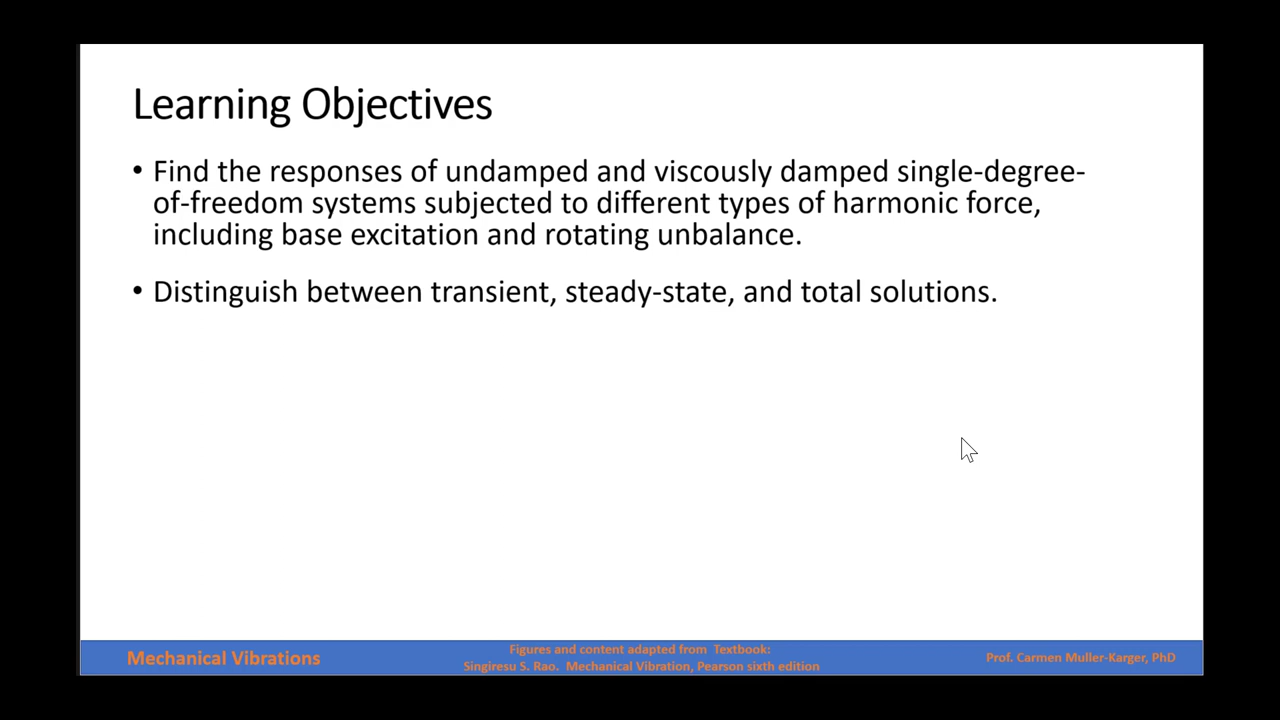 Learning Objectives
• Find the responses of undamped and viscously damped single-degree-
of-freedom systems subjected to different types of harmonic force,
including base excitation and rotating unbalance.
• Distinguish between transient, steady-state, and total solutions.
Mechanical Vibrations
Figures and content adapted from Textbook:
Singiresu S. Rao. Mechanical Vibration, Pearson sixth edition
Prof. Carmen Muller-Karger, PhD